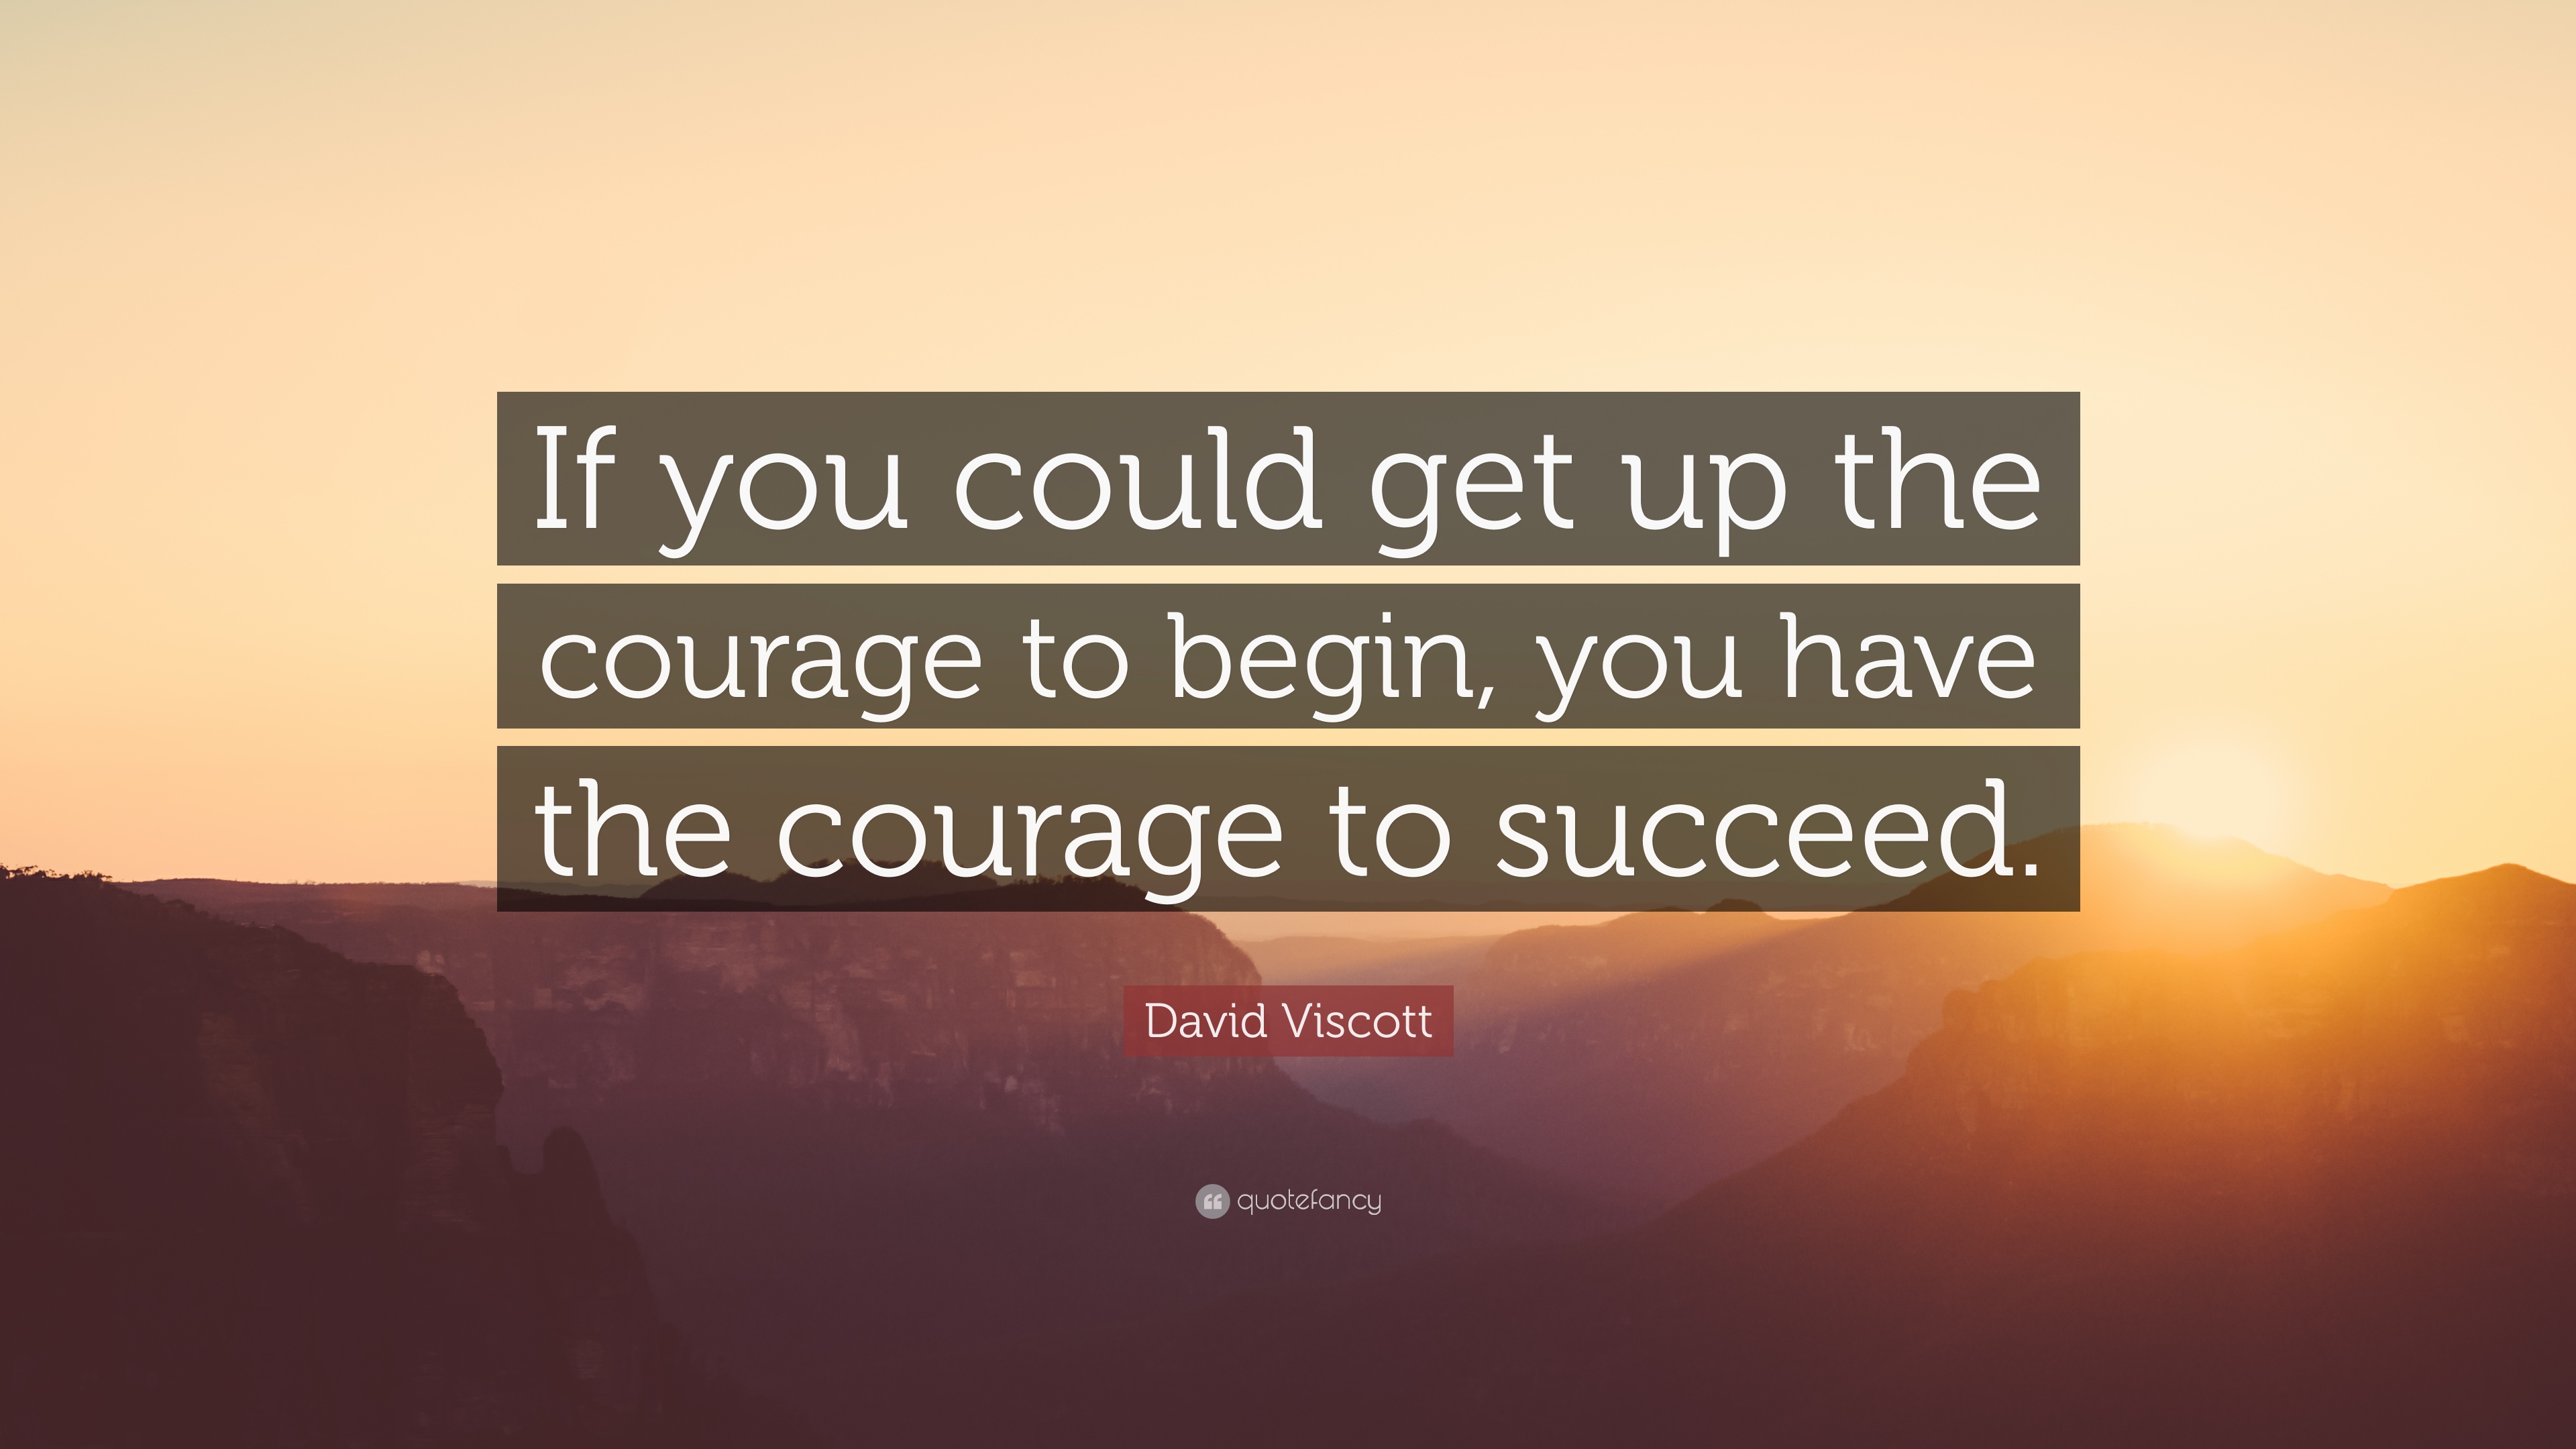 If you could get up the
courage to begin, you have
the courage to succeed.
David Viscott
quotefancy